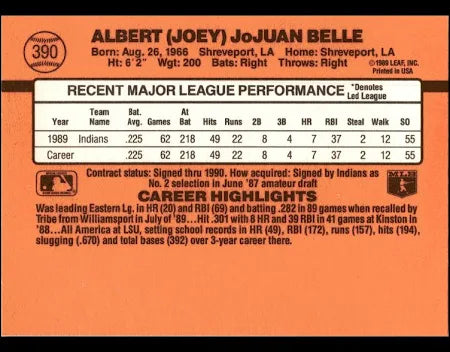 390
ALBERT (JOEY) JoJUAN BELLE
Born: Aug. 26, 1966 Shreveport, LA Home: Shreveport, LA
Ht: 6'2" Wgt: 200 Bats: Right Throws: Right
©1989 LEAF, INC.
Printed in USA
RECENT MAJOR LEAGUE PERFORMANCE *Denotes Led League
Year Team Name Bat. Avg. Games At Bat Hits Runs 2B 3B HR RBI Steal Walk SO
1989 Indians .225 62 218 49 22 8 4 7 37 2 12 55
Career .225 62 218 49 22 8 4 7 37 2 12 55
Contract status: Signed thru 1990. How acquired: Signed by Indians as
No. 2 selection in June '87 amateur draft
CAREER HIGHLIGHTS
Was leading Eastern Lg. in HR (20) and RBI (69) and batting .282 in 89 games when recalled by
Tribe from Williamsport in July of '89...Hit .301 with 8 HR and 39 RBI in 41 games at Kinston in
'88...All America at LSU, setting school records in HR (49), RBI (172), runs (157), hits (194),
slugging (.670) and total bases (392) over 3-year career there.